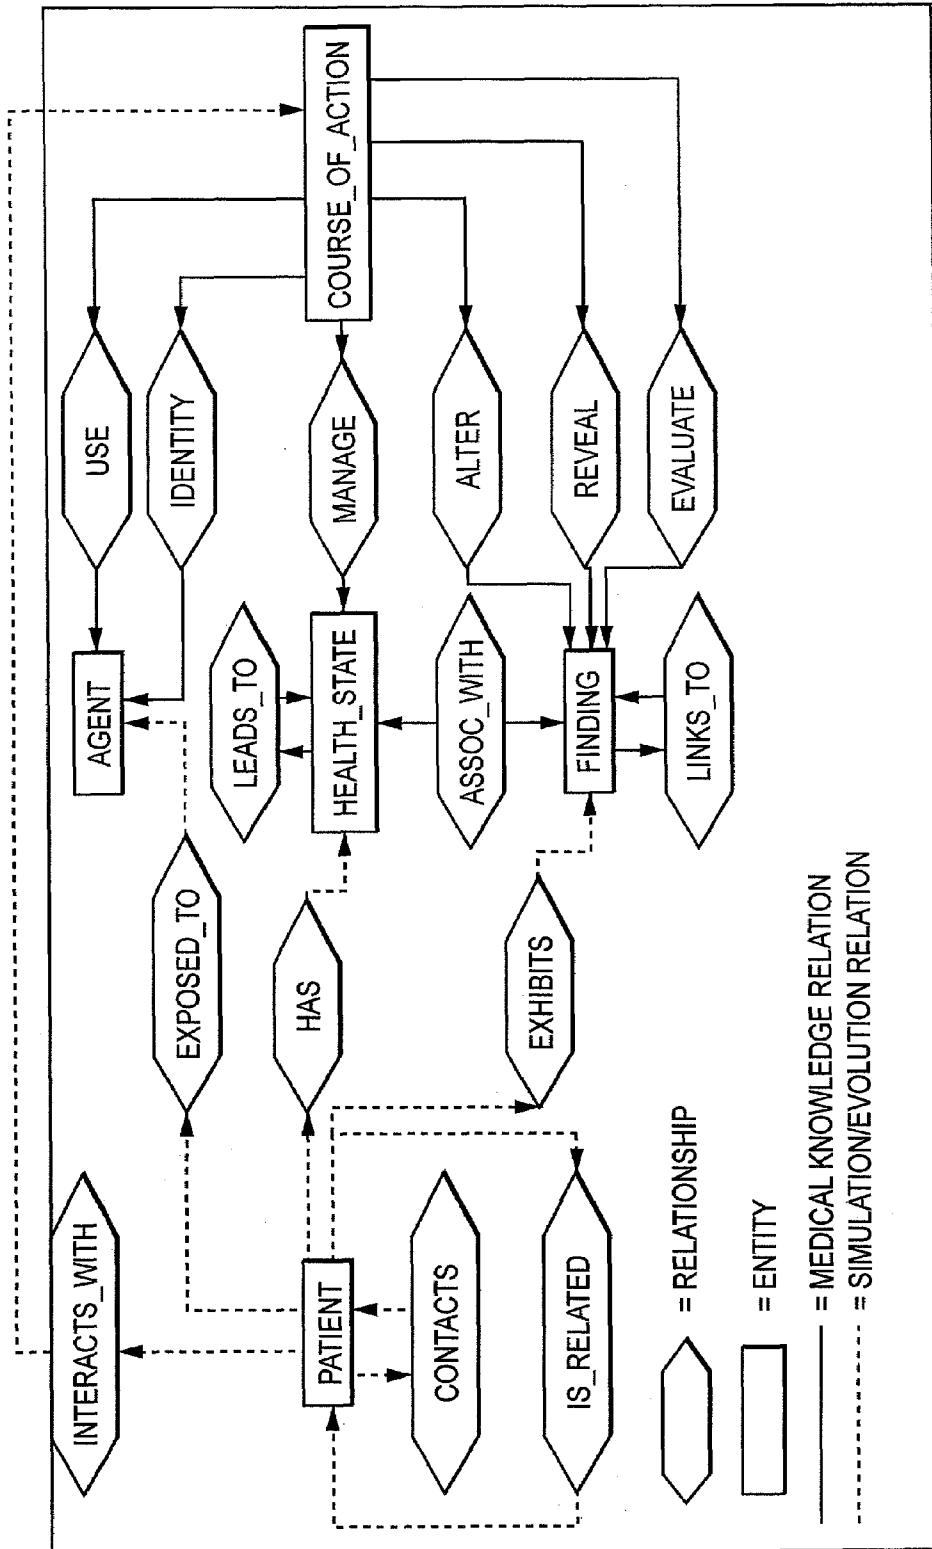 INTERACTS_WITH
EXPOSED_TO
AGENT
USE
IDENTITY
LEADS_TO
PATIENT
HAS
HEALTH_STATE
MANAGE
COURSE_OF_ACTION
CONTACTS
ASSOC_WITH
ALTER
IS_RELATED
EXHIBITS
FINDING
REVEAL
LINKS_TO
EVALUATE
= RELATIONSHIP
= ENTITY
= MEDICAL KNOWLEDGE RELATION
= SIMULATION/EVOLUTION RELATION